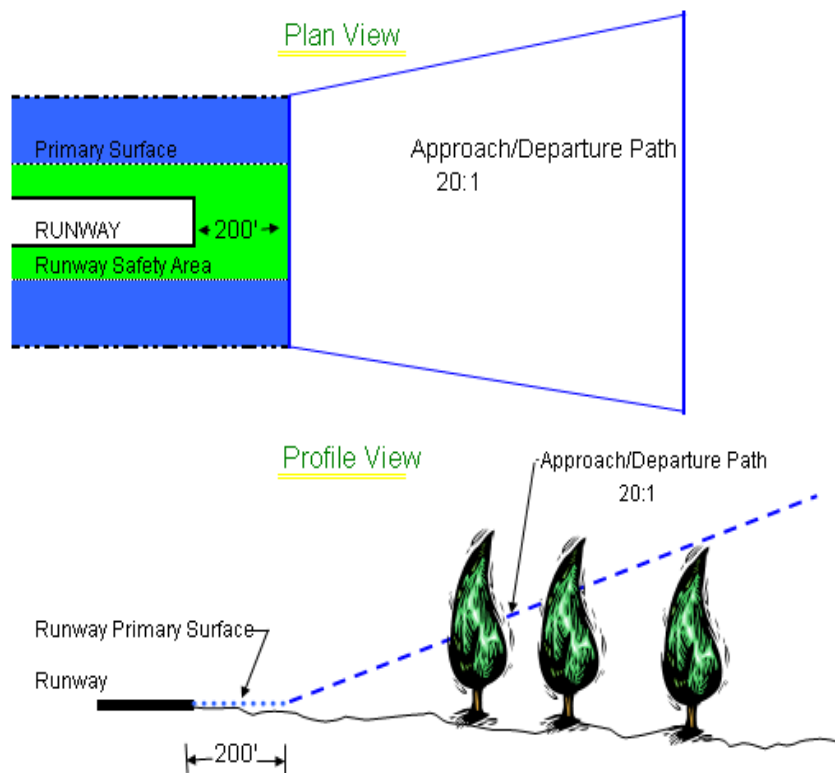 Plan View
Primary Surface
Approach/Departure Path
20:1
RUNWAY
200'
Runway Safety Area
Profile View
Approach/Departure Path
20:1
Runway Primary Surface
Runway
200'